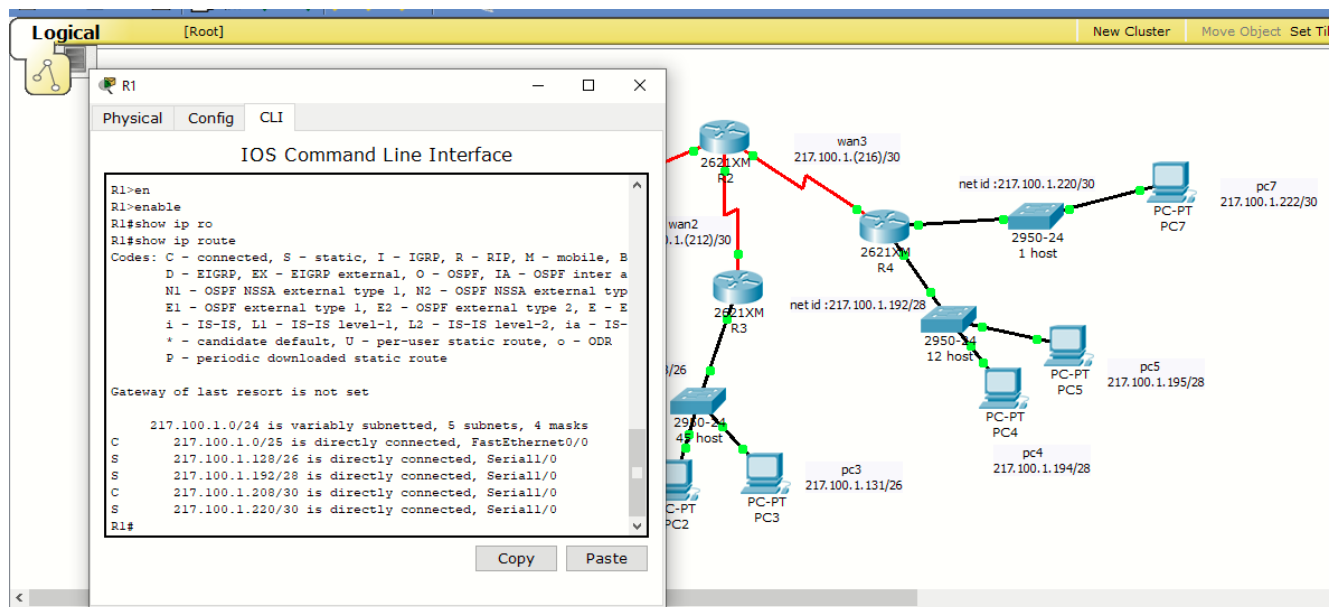 Logical
[Root]
New Cluster
Move Object
Set Til
R1
Physical
Config
CLI
IOS Command Line Interface
R1>en
R1>enable
R1#show ip ro
R1#show ip route
Codes: C - connected, S - static, I - IGRP, R - RIP, M - mobile, B
D - EIGRP, EX - EIGRP external, O - OSPF, IA - OSPF inter a
N1 - OSPF NSSA external type 1, N2 - OSPF NSSA external typ
E1 - OSPF external type 1, E2 - OSPF external type 2, E - E
i - IS-IS, L1 - IS-IS level-1, L2 - IS-IS level-2, ia - IS-
* - candidate default, U - per-user static route, o - ODR
P - periodic downloaded static route
Gateway of last resort is not set
217.100.1.0/24 is variably subnetted, 5 subnets, 4 masks
C 217.100.1.0/25 is directly connected, FastEthernet0/0
S 217.100.1.128/26 is directly connected, Serial1/0
S 217.100.1.192/28 is directly connected, Serial1/0
C 217.100.1.208/30 is directly connected, Serial1/0
S 217.100.1.220/30 is directly connected, Serial1/0
R1#
Copy
Paste
2621XM
R2
wan3
217.100.1.(216)/30
wan2
.1.(212)/30
2621XM
R3
2621XM
R4
net id :217.100.1.220/30
2950-24
1 host
PC-PT
PC7
pc7
217.100.1.222/30
net id :217.100.1.192/28
2950-24
12 host
PC-PT
PC5
pc5
217.100.1.195/28
PC-PT
PC4
pc4
217.100.1.194/28
/26
2950-24
45 host
C-PT
PC2
PC-PT
PC3
pc3
217.100.1.131/26